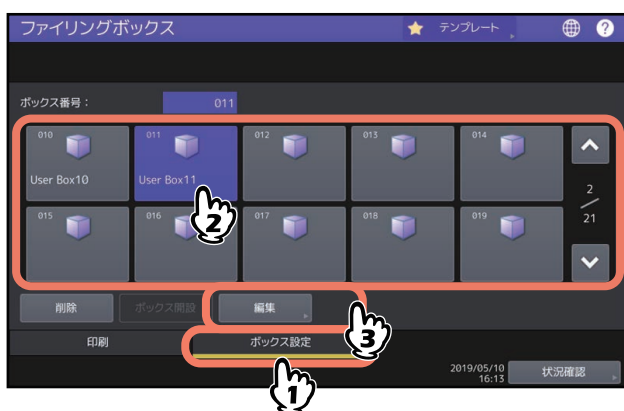 ファイリングボックス
テンプレート
?
ボックス番号： 011
010 011 012 013 014
User Box10 User Box11
2
2
21
015 016 017 018 019
削除 ボックス開設 編集
3
印刷 ボックス設定
1
2019/05/10
16:13
状況確認